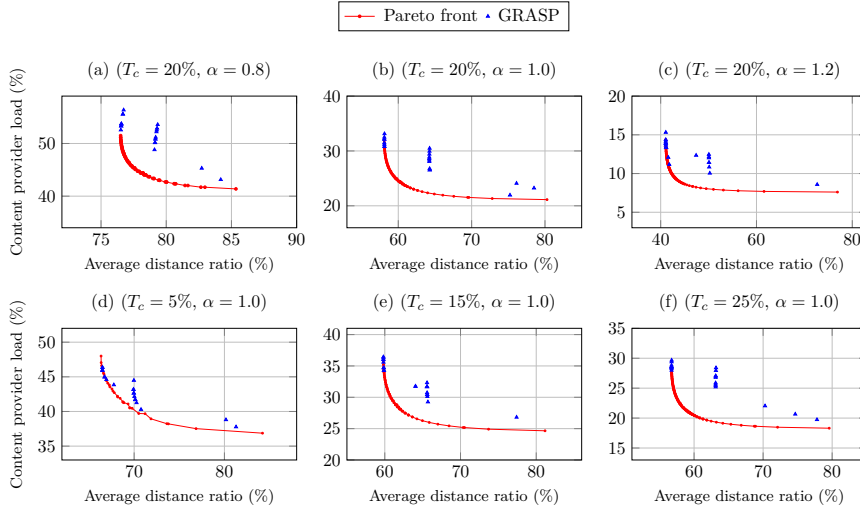 Pareto front GRASP
(a) (T_c = 20%, α = 0.8)
Content provider load (%)
50
40
75 80 85 90
Average distance ratio (%)
(b) (T_c = 20%, α = 1.0)
40
30
20
60 70 80
Average distance ratio (%)
(c) (T_c = 20%, α = 1.2)
20
15
10
5
40 60 80
Average distance ratio (%)
(d) (T_c = 5%, α = 1.0)
Content provider load (%)
50
45
40
35
70 80
Average distance ratio (%)
(e) (T_c = 15%, α = 1.0)
40
35
30
25
20
60 70 80
Average distance ratio (%)
(f) (T_c = 25%, α = 1.0)
35
30
25
20
15
60 70 80
Average distance ratio (%)